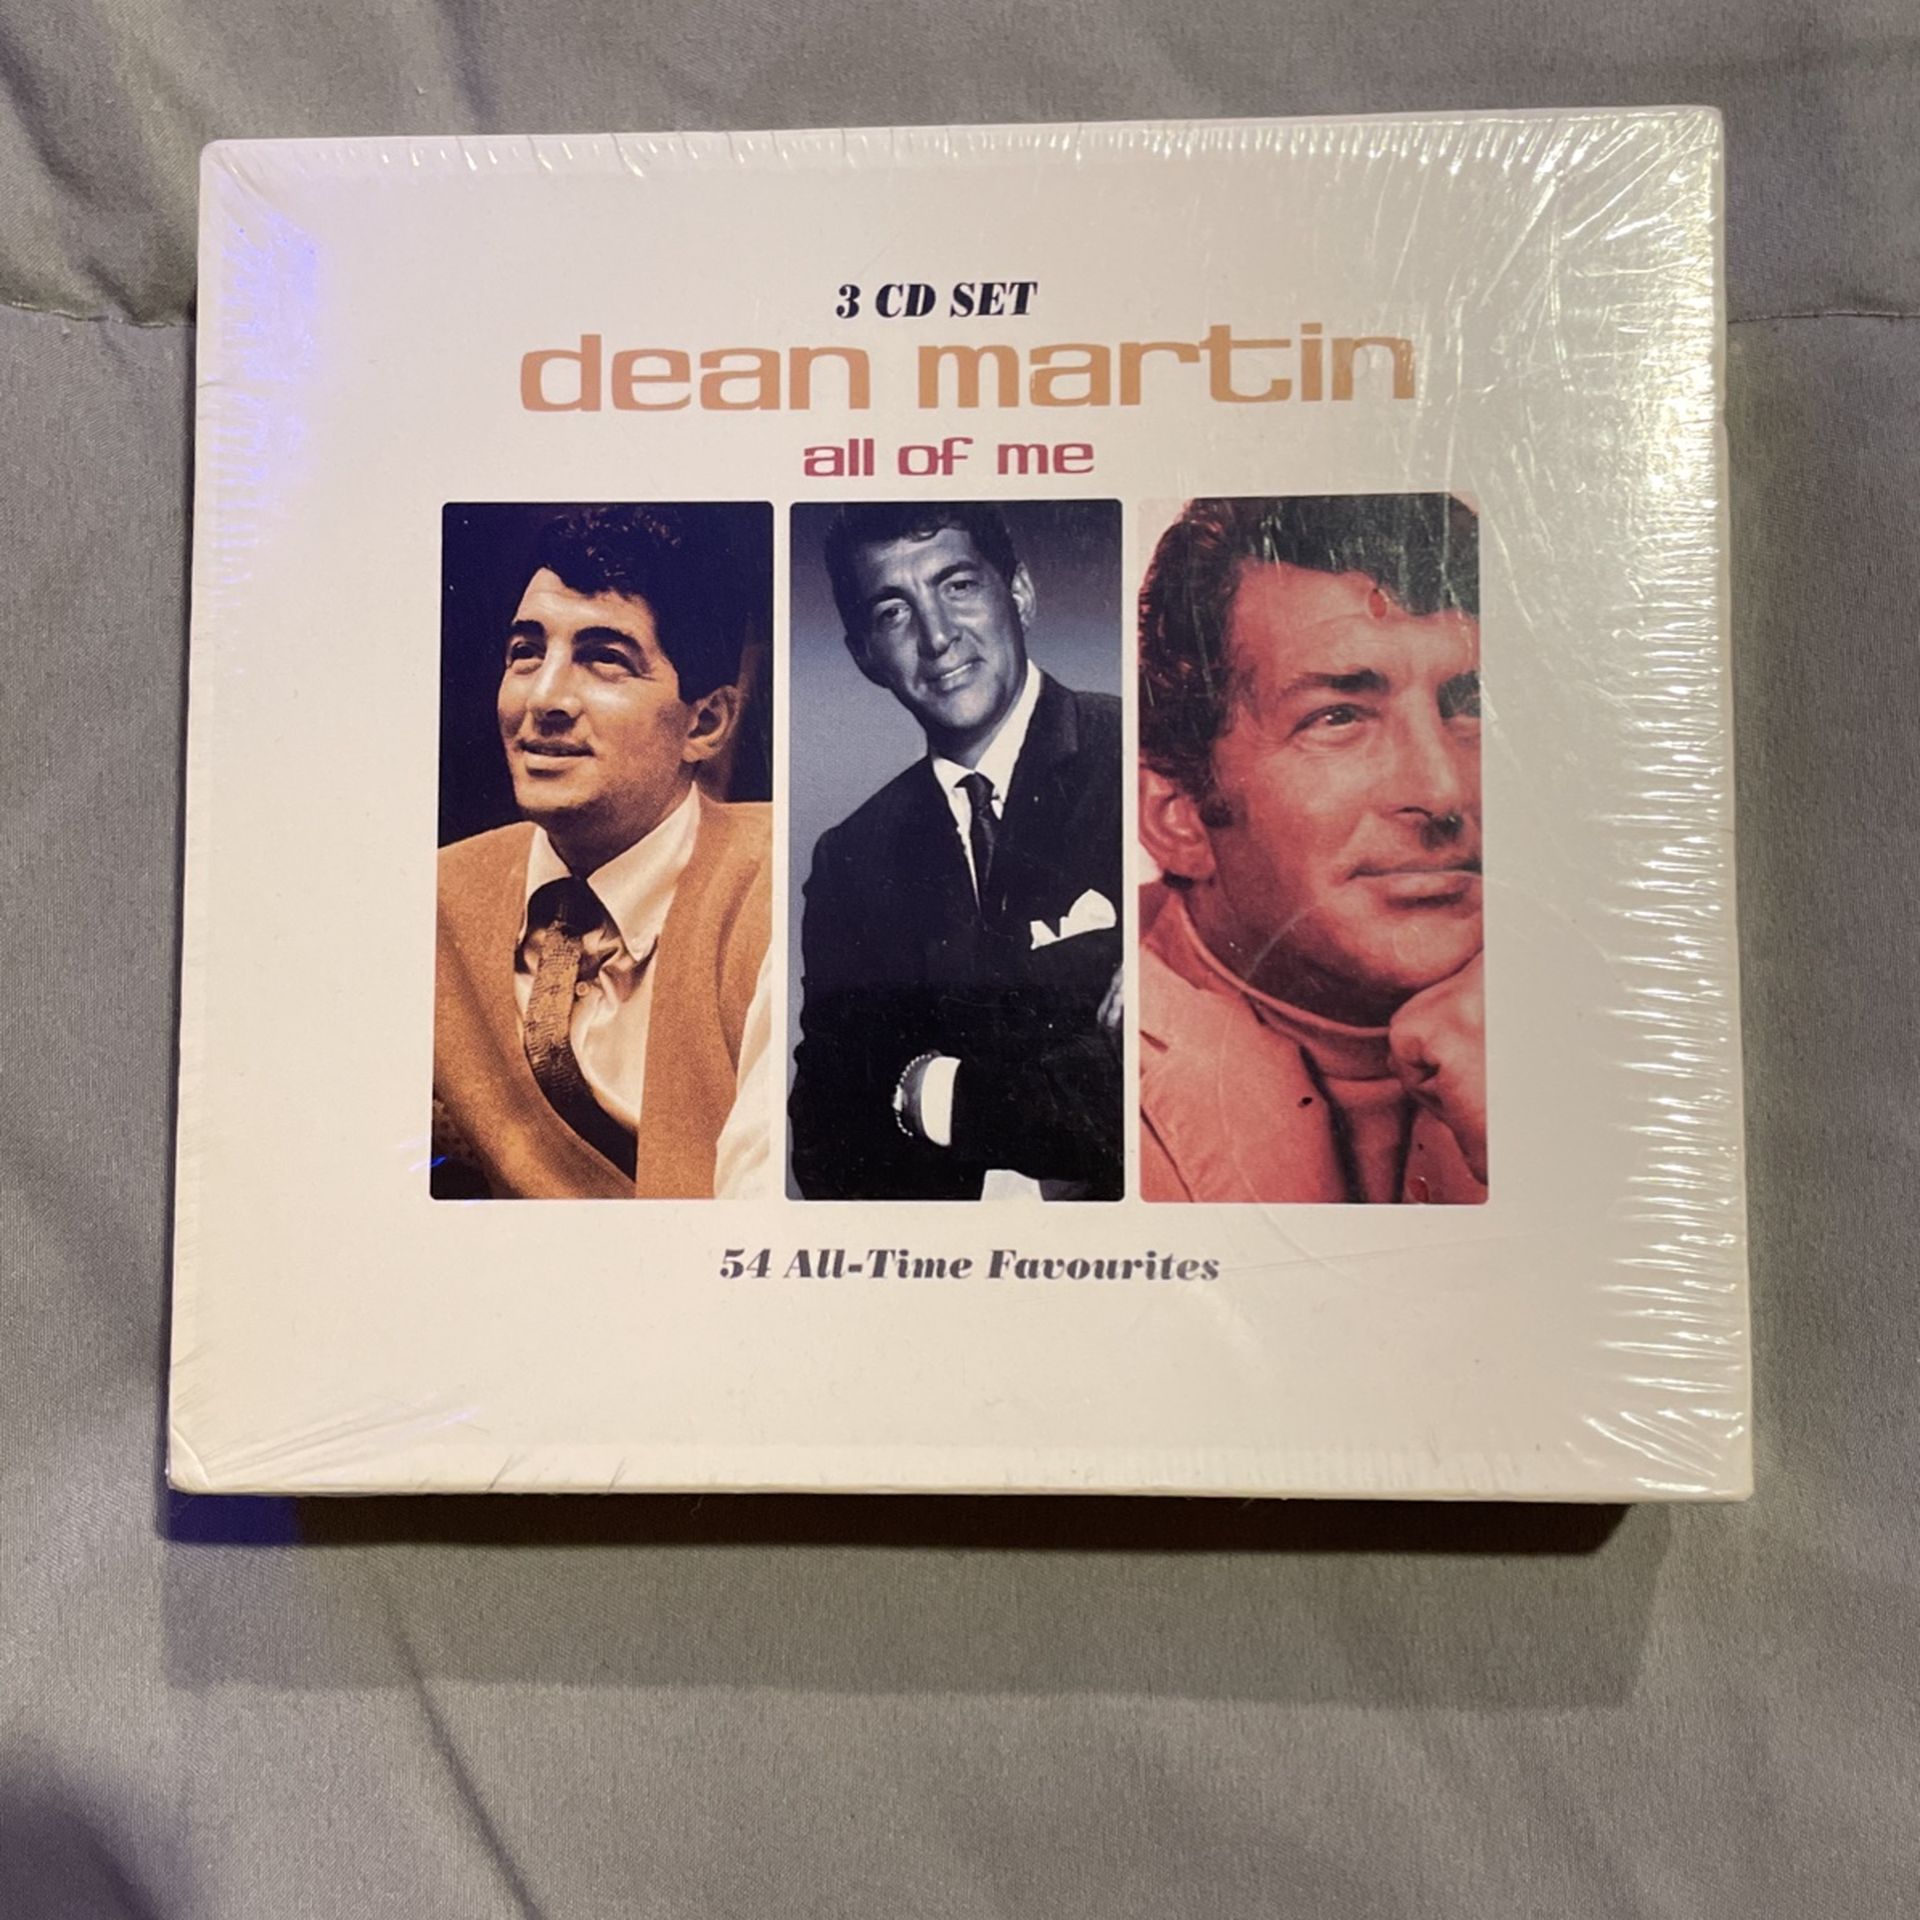 3 CD SET
dean martin
all of me
54 All-Time Favourites